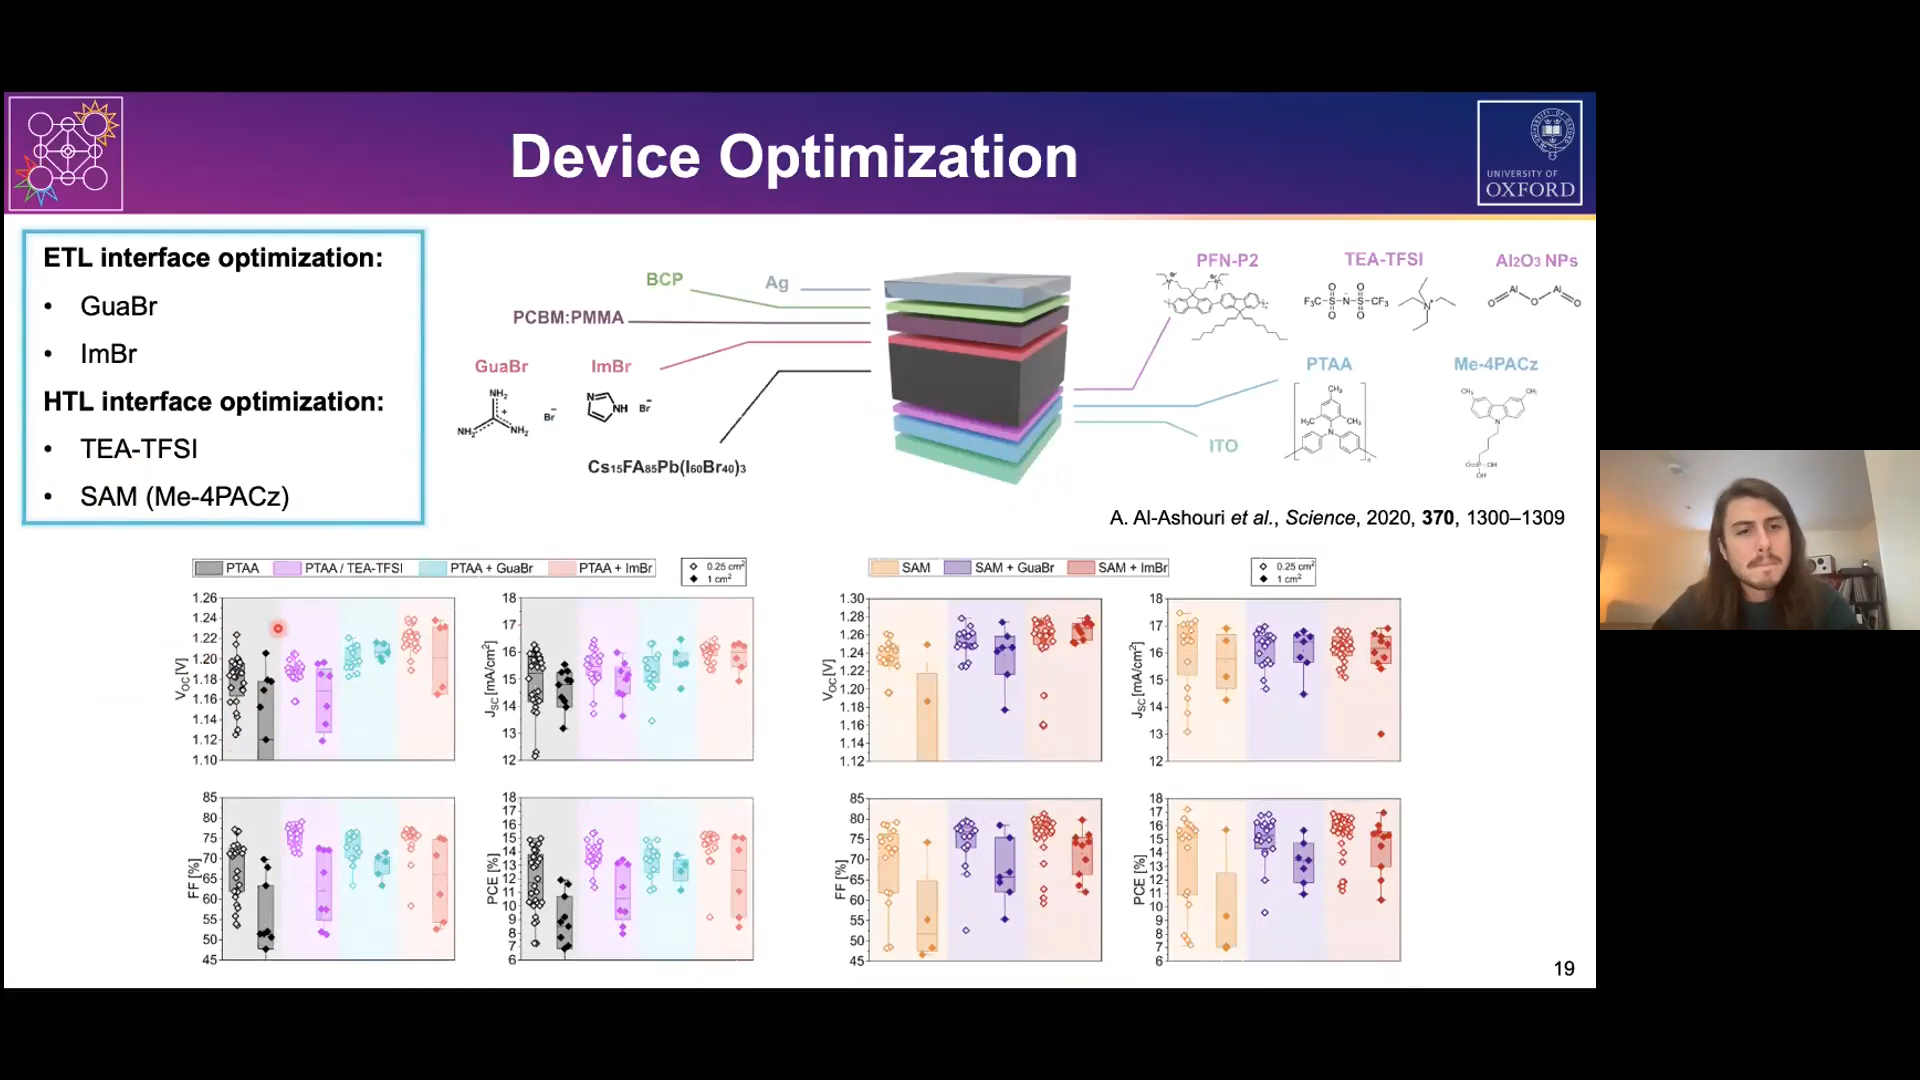 Device Optimization
UNIVERSITY OF
OXFORD
ETL interface optimization:
• GuaBr
• ImBr
HTL interface optimization:
• TEA-TFSI
• SAM (Me-4PACz)
BCP
Ag
PCBM:PMMA
GuaBr
ImBr
NH₂
NH₂
NH₂
+
Br⁻
N
NH
Br⁻
Cs₁₅FA₈₅Pb(I₆₀Br₄₀)₃
PFN-P2
TEA-TFSI
Al₂O₃ NPs
F₃C-S-N-S-CF₃
O
O
O
O
N⁺
O Al O Al O
PTAA
Me-4PACz
CH₃
H₃C
CH₃
N
ITO
CH₃
CH₃
N
O=P-OH
OH
A. Al-Ashouri et al., Science, 2020, 370, 1300–1309
PTAA
PTAA / TEA-TFSI
PTAA + GuaBr
PTAA + ImBr
0.25 cm²
1 cm²
SAM
SAM + GuaBr
SAM + ImBr
0.25 cm²
1 cm²
V_OC [V]
1.26
1.24
1.22
1.20
1.18
1.16
1.14
1.12
1.10
J_SC [mA/cm²]
18
17
16
15
14
13
12
V_OC [V]
1.30
1.28
1.26
1.24
1.22
1.20
1.18
1.16
1.14
1.12
J_SC [mA/cm²]
18
17
16
15
14
13
12
FF [%]
85
80
75
70
65
60
55
50
45
PCE [%]
18
17
16
15
14
13
12
11
10
9
8
7
6
FF [%]
85
80
75
70
65
60
55
50
45
PCE [%]
18
17
16
15
14
13
12
11
10
9
8
7
6
19